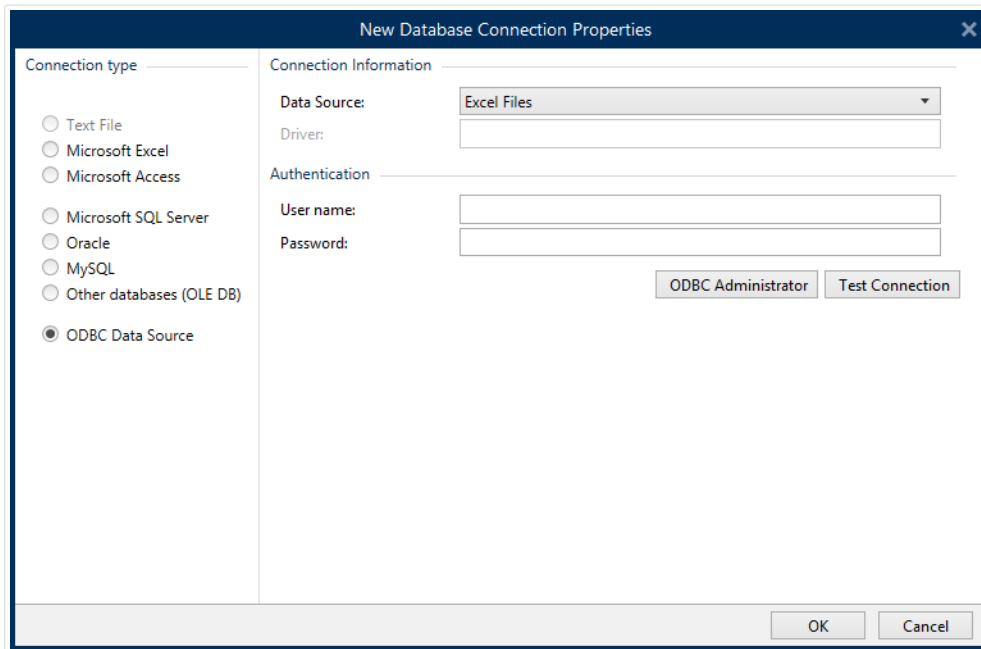 New Database Connection Properties
Connection type
Text File
Microsoft Excel
Microsoft Access
Microsoft SQL Server
Oracle
MySQL
Other databases (OLE DB)
ODBC Data Source
Connection Information
Data Source:
Excel Files
Driver:
Authentication
User name:
Password:
ODBC Administrator
Test Connection
OK
Cancel